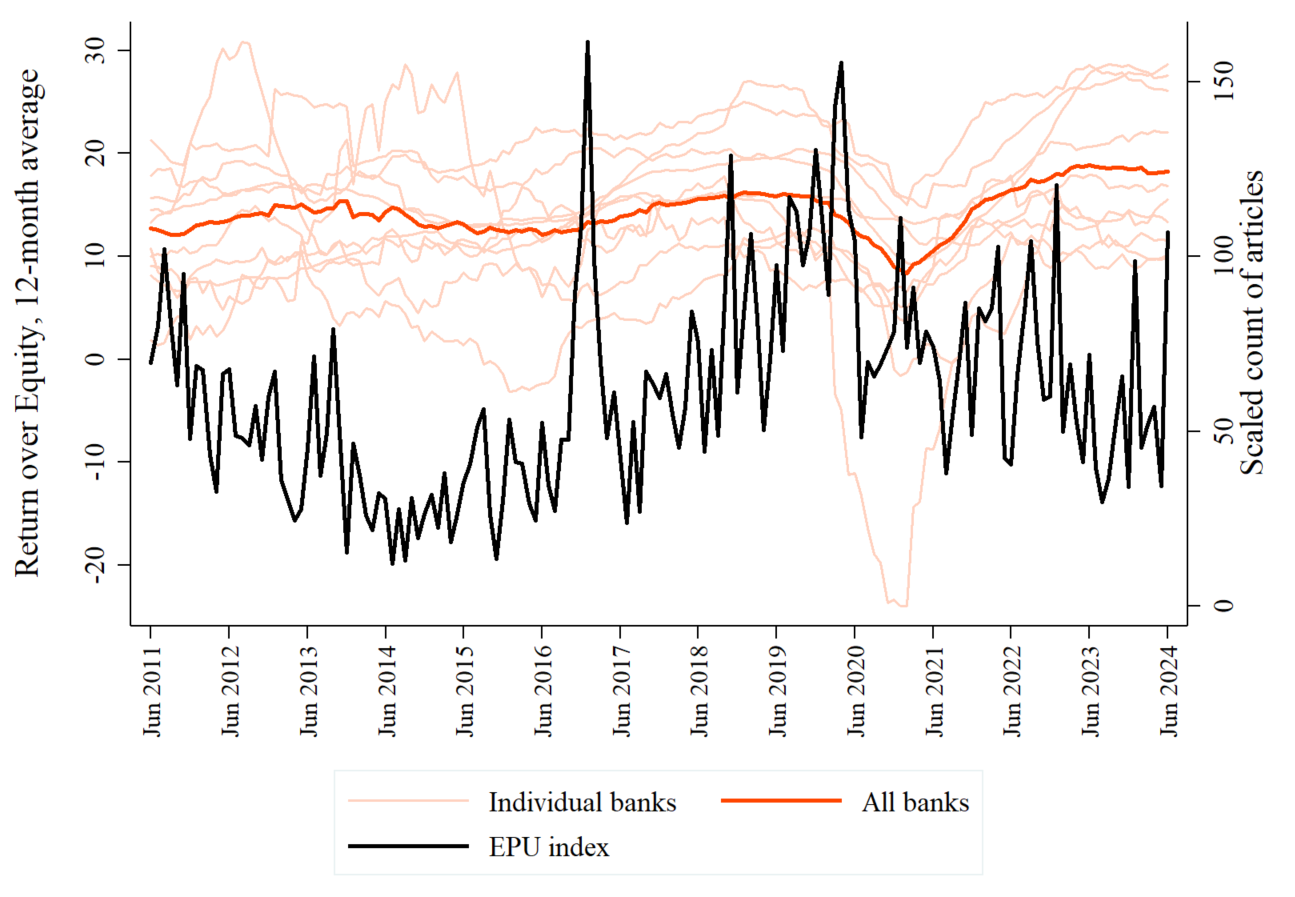 Return over Equity, 12-month average
30
20
10
0
-10
-20
150
100
50
0
Scaled count of articles
Jun 2011
Jun 2012
Jun 2013
Jun 2014
Jun 2015
Jun 2016
Jun 2017
Jun 2018
Jun 2019
Jun 2020
Jun 2021
Jun 2022
Jun 2023
Jun 2024
Individual banks
All banks
EPU index